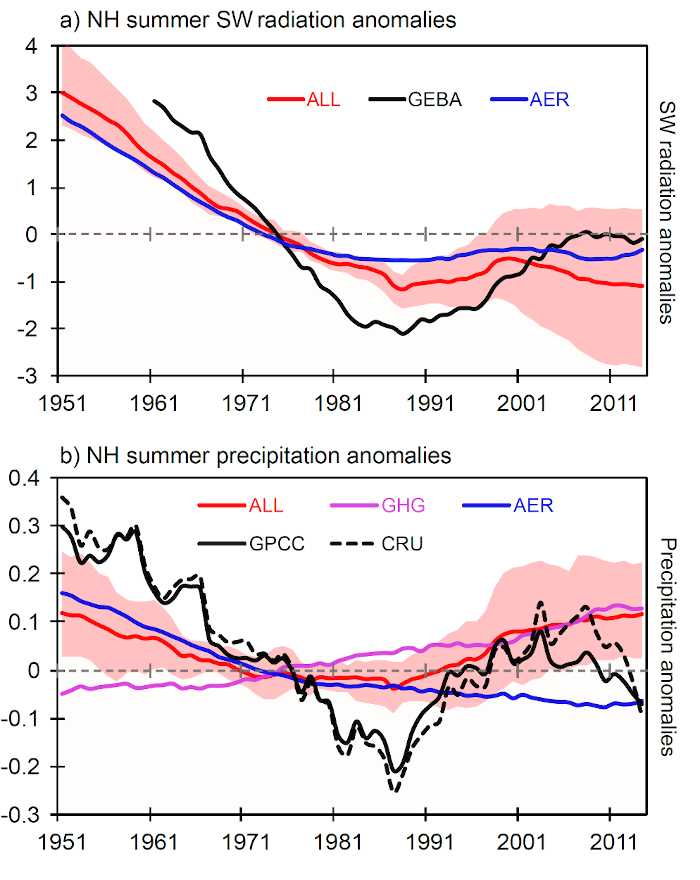 a) NH summer SW radiation anomalies
4
3
2
1
0
-1
-2
-3
ALL GEBA AER
SW radiation anomalies
1951 1961 1971 1981 1991 2001 2011
b) NH summer precipitation anomalies
0.4
0.3
0.2
0.1
0
-0.1
-0.2
-0.3
ALL GHG AER
GPCC CRU
Precipitation anomalies
1951 1961 1971 1981 1991 2001 2011